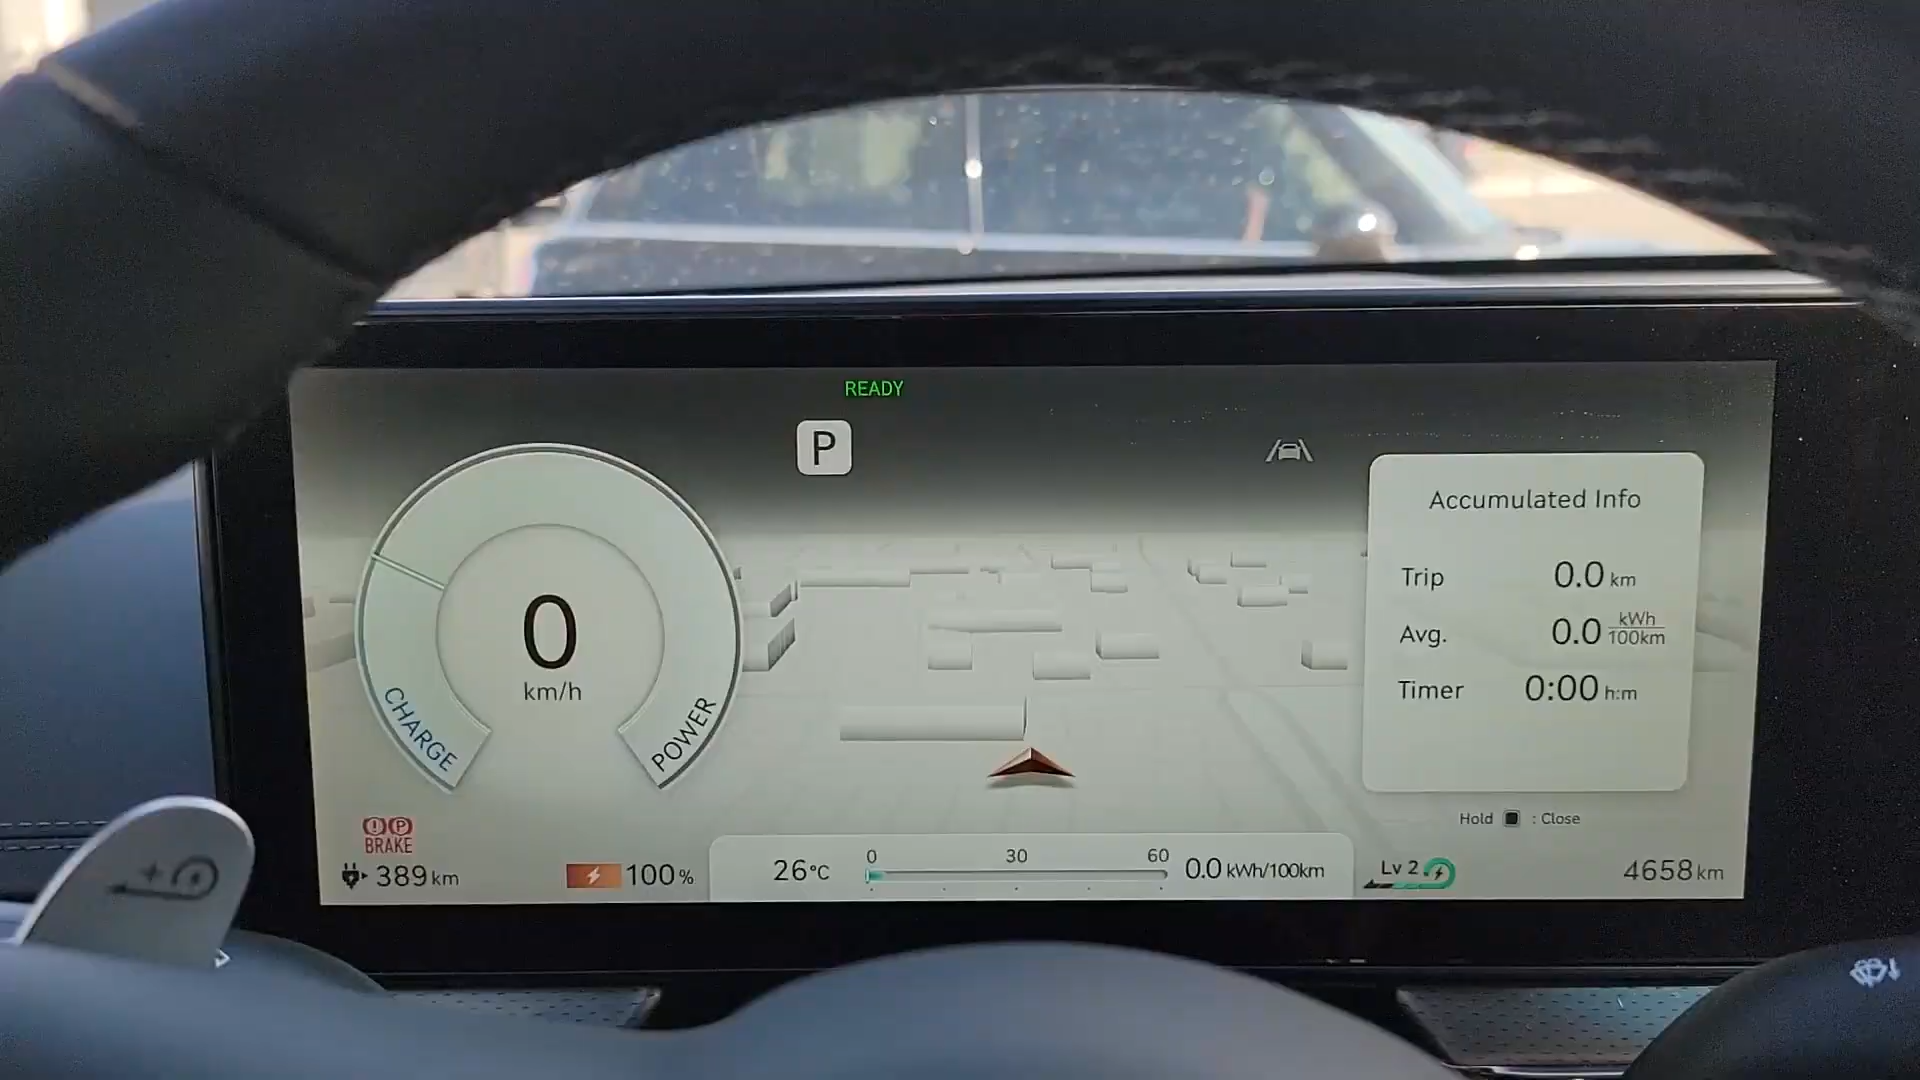 READY
P
Accumulated Info
Trip 0.0 km
Avg. 0.0 kWh/100km
Timer 0:00 h:m
Hold : Close
0
km/h
CHARGE
POWER
P
BRAKE
389 km
100%
26°C
0 30 60
0.0 kWh/100km
Lv 2
4658 km